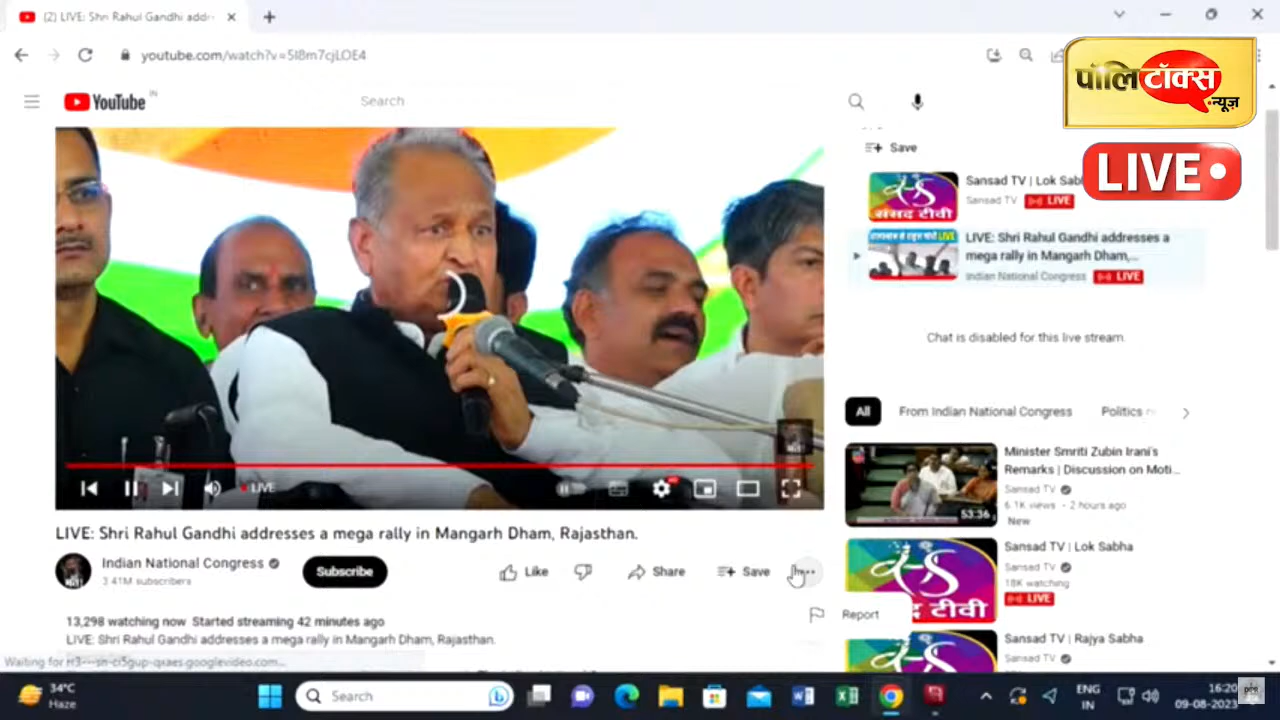 (2) LIVE: Shri Rahul Gandhi addr
youtube.com/watch?v=5I8m7cjLOE4
पॉलिटॉक्स
न्यूज़
LIVE
YouTube IN
Search
Save
Sansad TV | Lok Sab
Sansad TV LIVE
संसद टीवी
LIVE: Shri Rahul Gandhi addresses a
mega rally in Mangarh Dham,...
Indian National Congress LIVE
Chat is disabled for this live stream.
All From Indian National Congress Politics
Minister Smriti Zubin Irani's
Remarks | Discussion on Moti...
Sansad TV
6.1K views • 2 hours ago
New
53:36
LIVE
LIVE: Shri Rahul Gandhi addresses a mega rally in Mangarh Dham, Rajasthan.
Indian National Congress
3.41M subscribers
Subscribe
Like Share Save
Report
Sansad TV | Lok Sabha
Sansad TV
18K watching
LIVE
द टीवी
Sansad TV | Rajya Sabha
Sansad TV
13,298 watching now Started streaming 42 minutes ago
LIVE: Shri Rahul Gandhi addresses a mega rally in Mangarh Dham, Rajasthan.
34°C
Haze
Search
ENG
IN
16:20
09-08-2023